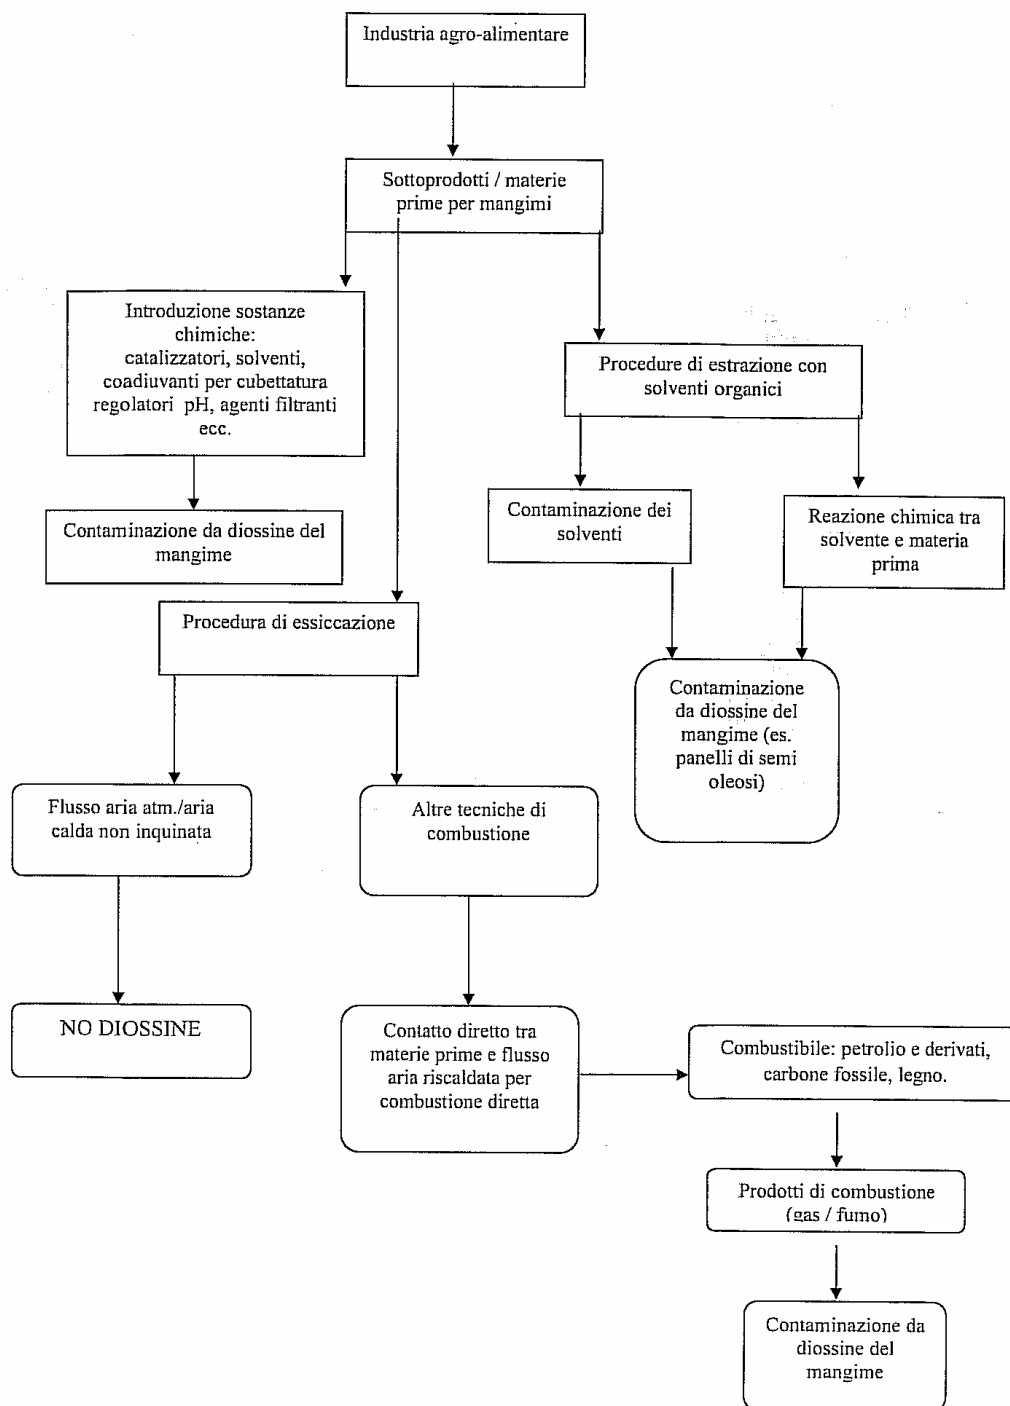 Industria agro-alimentare
Sottoprodotti / materie
prime per mangimi
Introduzione sostanze
chimiche:
catalizzatori, solventi,
coadiuvanti per cubettatura
regolatori pH, agenti filtranti
ecc.
Procedure di estrazione con
solventi organici
Contaminazione da diossine del
mangime
Contaminazione dei
solventi
Reazione chimica tra
solvente e materia
prima
Procedura di essiccazione
Contaminazione
da diossine del
mangime (es.
panelli di semi
oleosi)
Flusso aria atm./aria
calda non inquinata
Altre tecniche di
combustione
NO DIOSSINE
Contatto diretto tra
materie prime e flusso
aria riscaldata per
combustione diretta
Combustibile: petrolio e derivati,
carbone fossile, legno.
Prodotti di combustione
(gas / fumo)
Contaminazione da
diossine del
mangime